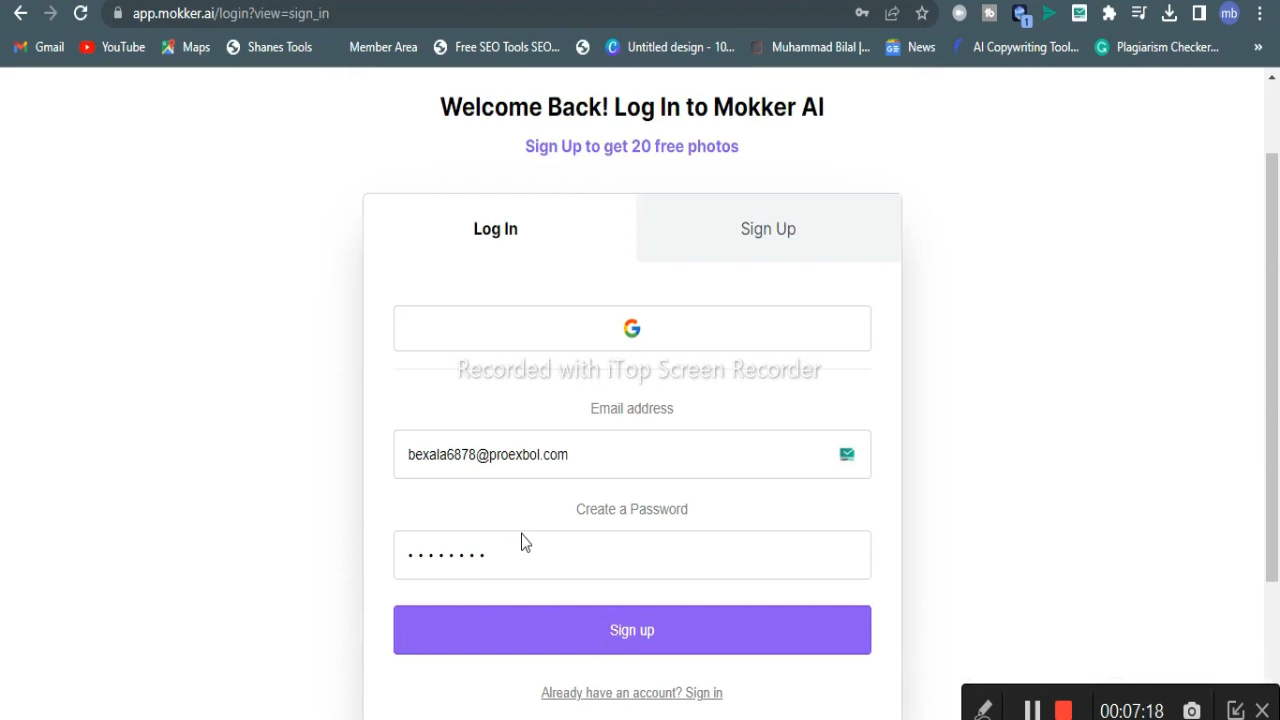 app.mokker.ai/login?view=sign_in
mb
Gmail YouTube Maps Shanes Tools Member Area Free SEO Tools SEO... Untitled design - 10... Muhammad Bilal |... News AI Copywriting Tool... Plagiarism Checker... »
Welcome Back! Log In to Mokker AI
Sign Up to get 20 free photos
Log In Sign Up
Recorded with iTop Screen Recorder
Email address
bexala6878@proexbol.com
Create a Password
Sign up
Already have an account? Sign in
00:07:18